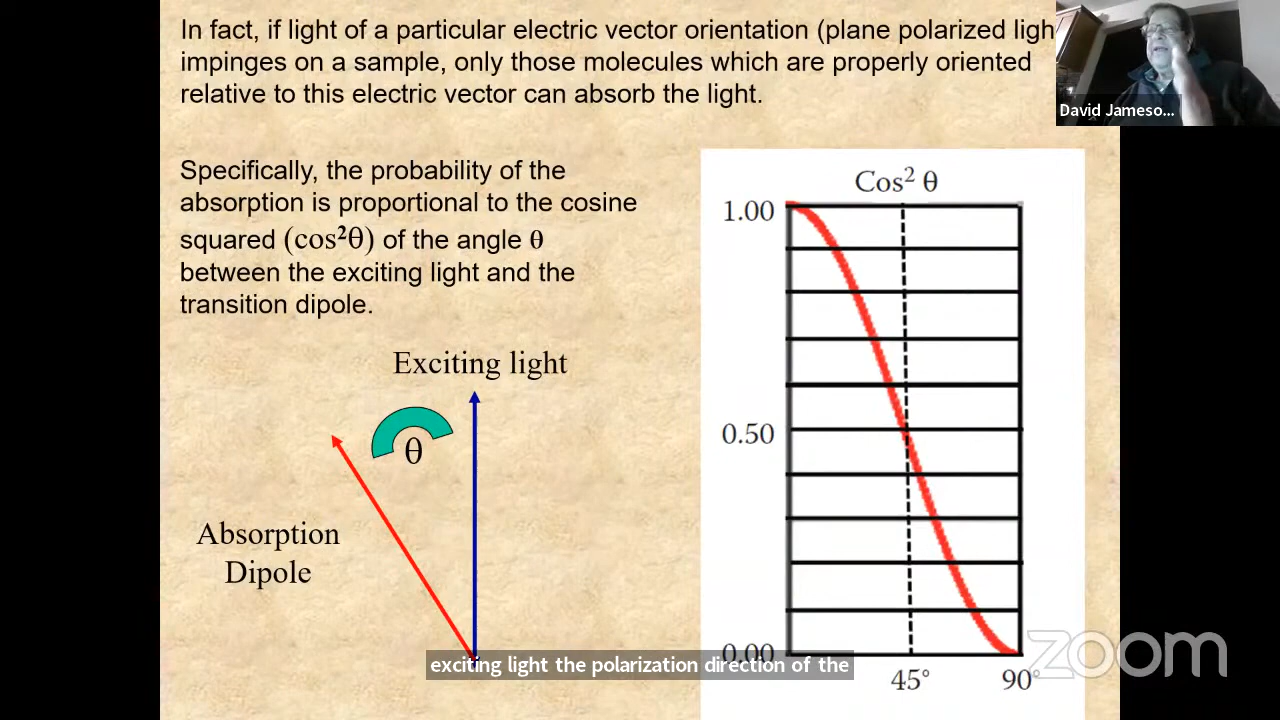 In fact, if light of a particular electric vector orientation (plane polarized ligh
impinges on a sample, only those molecules which are properly oriented
relative to this electric vector can absorb the light.
David Jameso...
Specifically, the probability of the
absorption is proportional to the cosine
squared (cos²θ) of the angle θ
between the exciting light and the
transition dipole.
Exciting light
θ
Absorption
Dipole
Cos² θ
1.00
0.50
0.00
45°
90°
exciting light the polarization direction of the
zoom